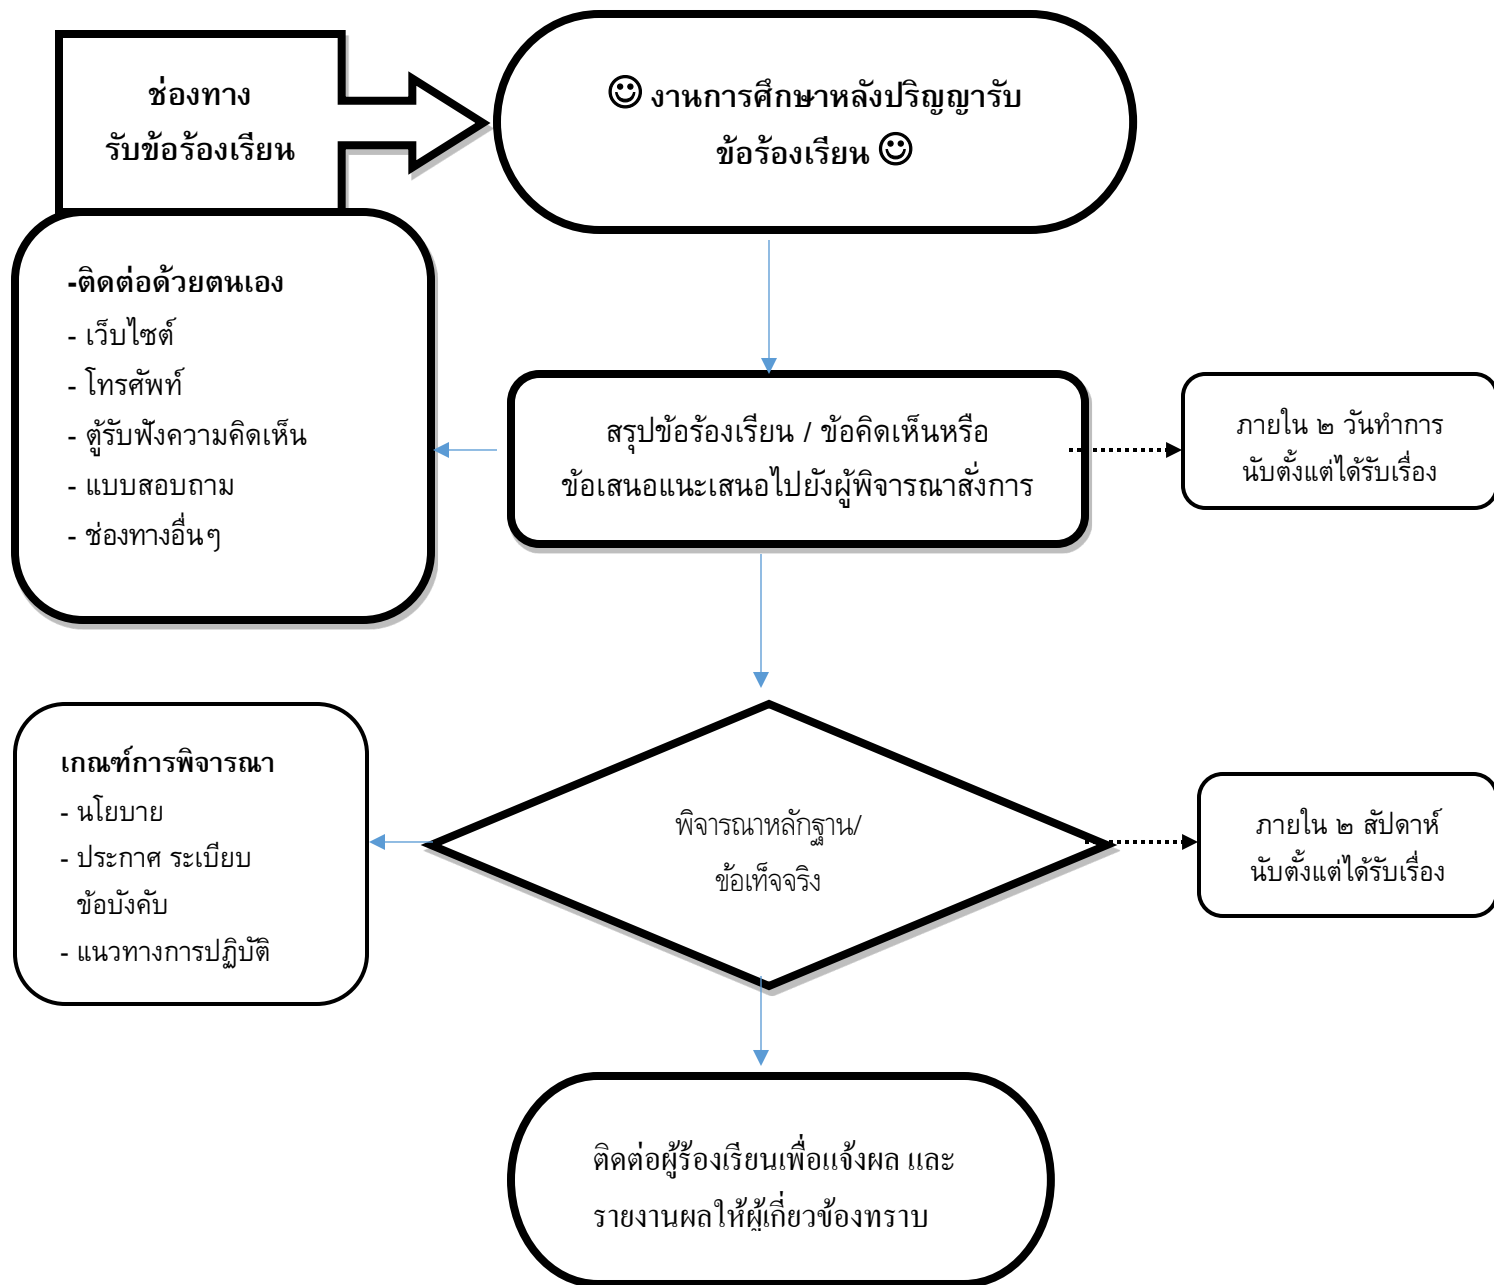 ช่องทาง
รับข้อร้องเรียน
☺ งานการศึกษาหลังปริญญารับ
ข้อร้องเรียน ☺
-ติดต่อด้วยตนเอง
- เว็บไซต์
- โทรศัพท์
- ตู้รับฟังความคิดเห็น
- แบบสอบถาม
- ช่องทางอื่นๆ
สรุปข้อร้องเรียน / ข้อคิดเห็นหรือ
ข้อเสนอแนะเสนอไปยังผู้พิจารณาสั่งการ
ภายใน ๒ วันทำการ
นับตั้งแต่ได้รับเรื่อง
เกณฑ์การพิจารณา
- นโยบาย
- ประกาศ ระเบียบ
ข้อบังคับ
- แนวทางการปฏิบัติ
พิจารณาหลักฐาน/
ข้อเท็จจริง
ภายใน ๒ สัปดาห์
นับตั้งแต่ได้รับเรื่อง
ติดต่อผู้ร้องเรียนเพื่อแจ้งผล และ
รายงานผลให้ผู้เกี่ยวข้องทราบ